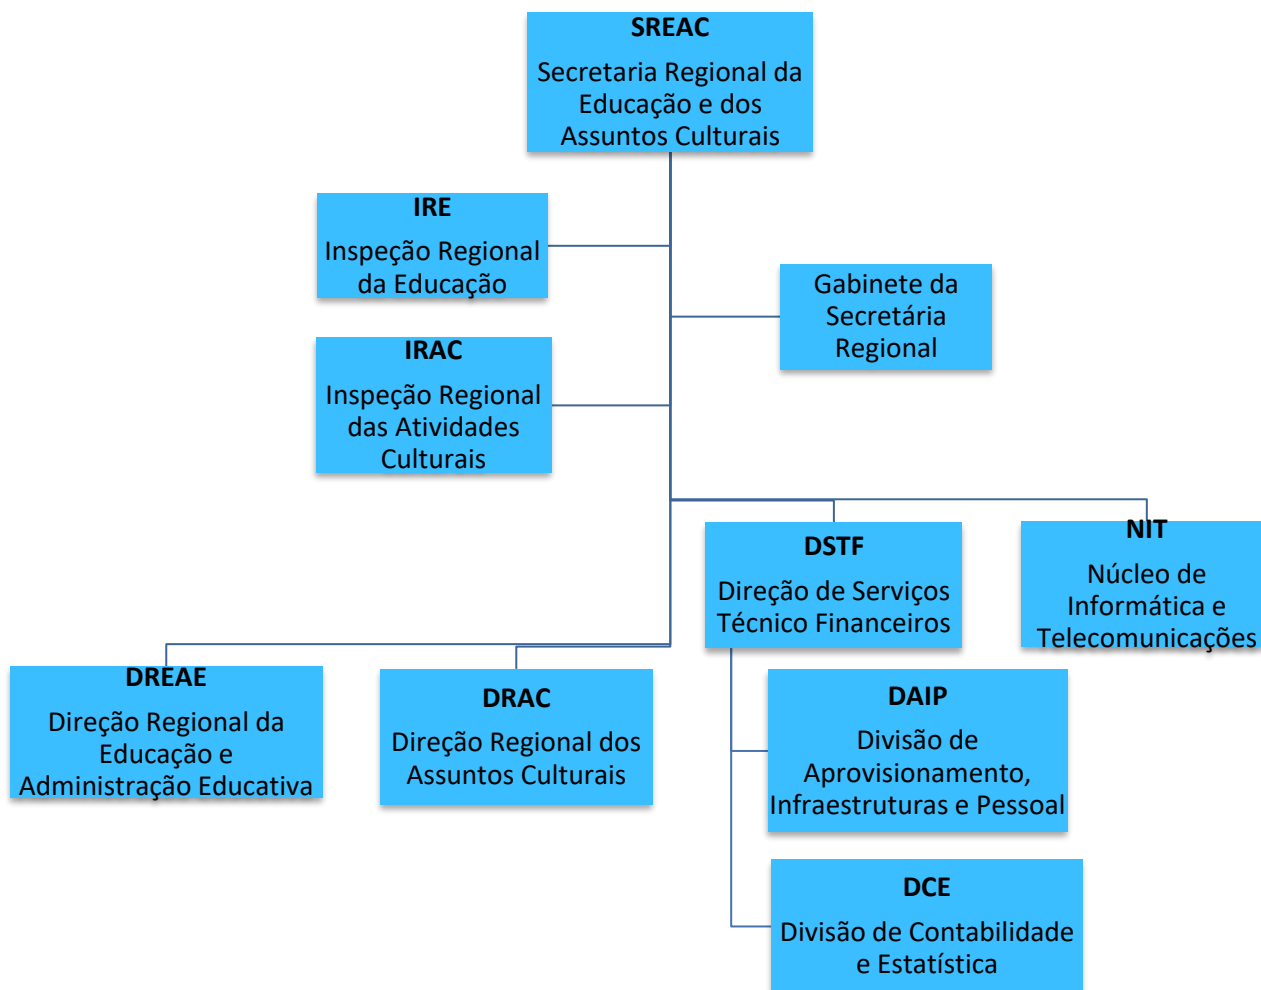 SREAC
Secretaria Regional da
Educação e dos
Assuntos Culturais
IRE
Inspeção Regional
da Educação
Gabinete da
Secretária
Regional
IRAC
Inspeção Regional
das Atividades
Culturais
DSTF
Direção de Serviços
Técnico Financeiros
NIT
Núcleo de
Informática e
Telecomunicações
DREAE
Direção Regional da
Educação e
Administração Educativa
DRAC
Direção Regional dos
Assuntos Culturais
DAIP
Divisão de
Aprovisionamento,
Infraestruturas e Pessoal
DCE
Divisão de Contabilidade
e Estatística